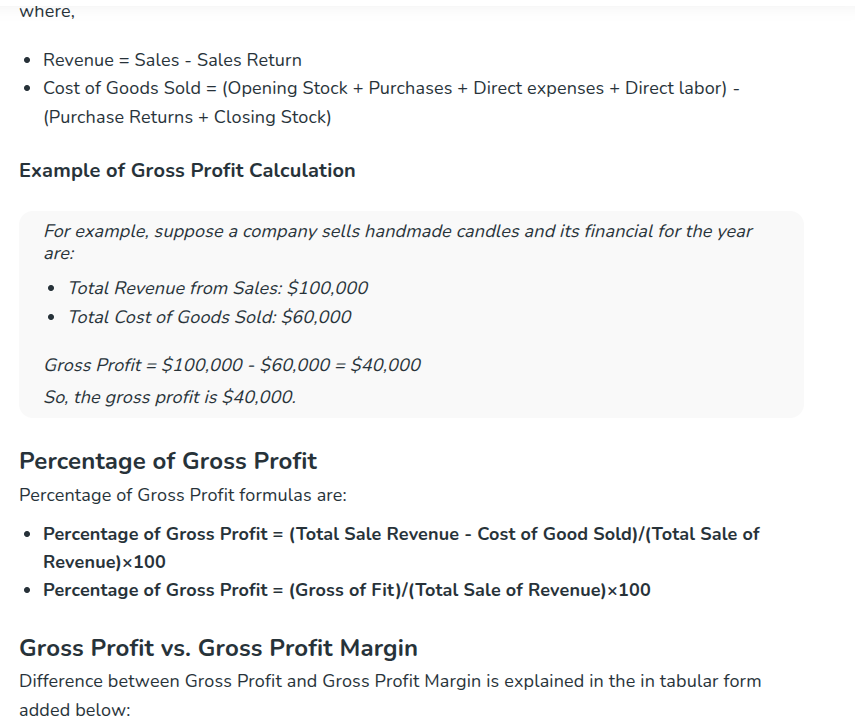 where,
• Revenue = Sales - Sales Return
• Cost of Goods Sold = (Opening Stock + Purchases + Direct expenses + Direct labor) -
(Purchase Returns + Closing Stock)
Example of Gross Profit Calculation
For example, suppose a company sells handmade candles and its financial for the year
are:
• Total Revenue from Sales: $100,000
• Total Cost of Goods Sold: $60,000
Gross Profit = $100,000 - $60,000 = $40,000
So, the gross profit is $40,000.
Percentage of Gross Profit
Percentage of Gross Profit formulas are:
• Percentage of Gross Profit = (Total Sale Revenue - Cost of Good Sold)/(Total Sale of
Revenue)×100
• Percentage of Gross Profit = (Gross of Fit)/(Total Sale of Revenue)×100
Gross Profit vs. Gross Profit Margin
Difference between Gross Profit and Gross Profit Margin is explained in the in tabular form
added below: